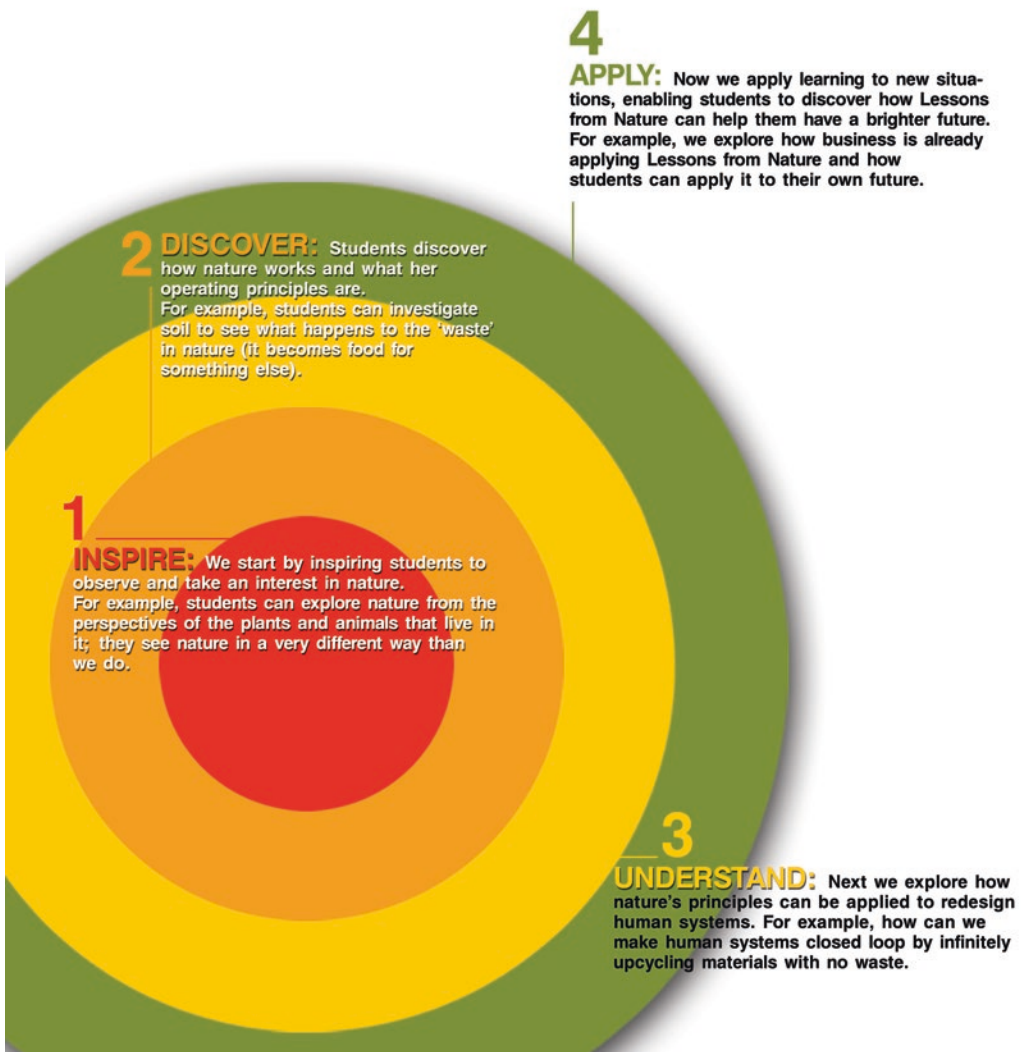 4
APPLY: Now we apply learning to new situa-
tions, enabling students to discover how Lessons
from Nature can help them have a brighter future.
For example, we explore how business is already
applying Lessons from Nature and how
students can apply it to their own future.
2 DISCOVER: Students discover
how nature works and what her
operating principles are.
For example, students can investigate
soil to see what happens to the ‘waste’
in nature (it becomes food for
something else).
1
INSPIRE: We start by inspiring students to
observe and take an interest in nature.
For example, students can explore nature from the
perspectives of the plants and animals that live in
it; they see nature in a very different way than
we do.
3
UNDERSTAND: Next we explore how
nature’s principles can be applied to redesign
human systems. For example, how can we
make human systems closed loop by infinitely
upcycling materials with no waste.